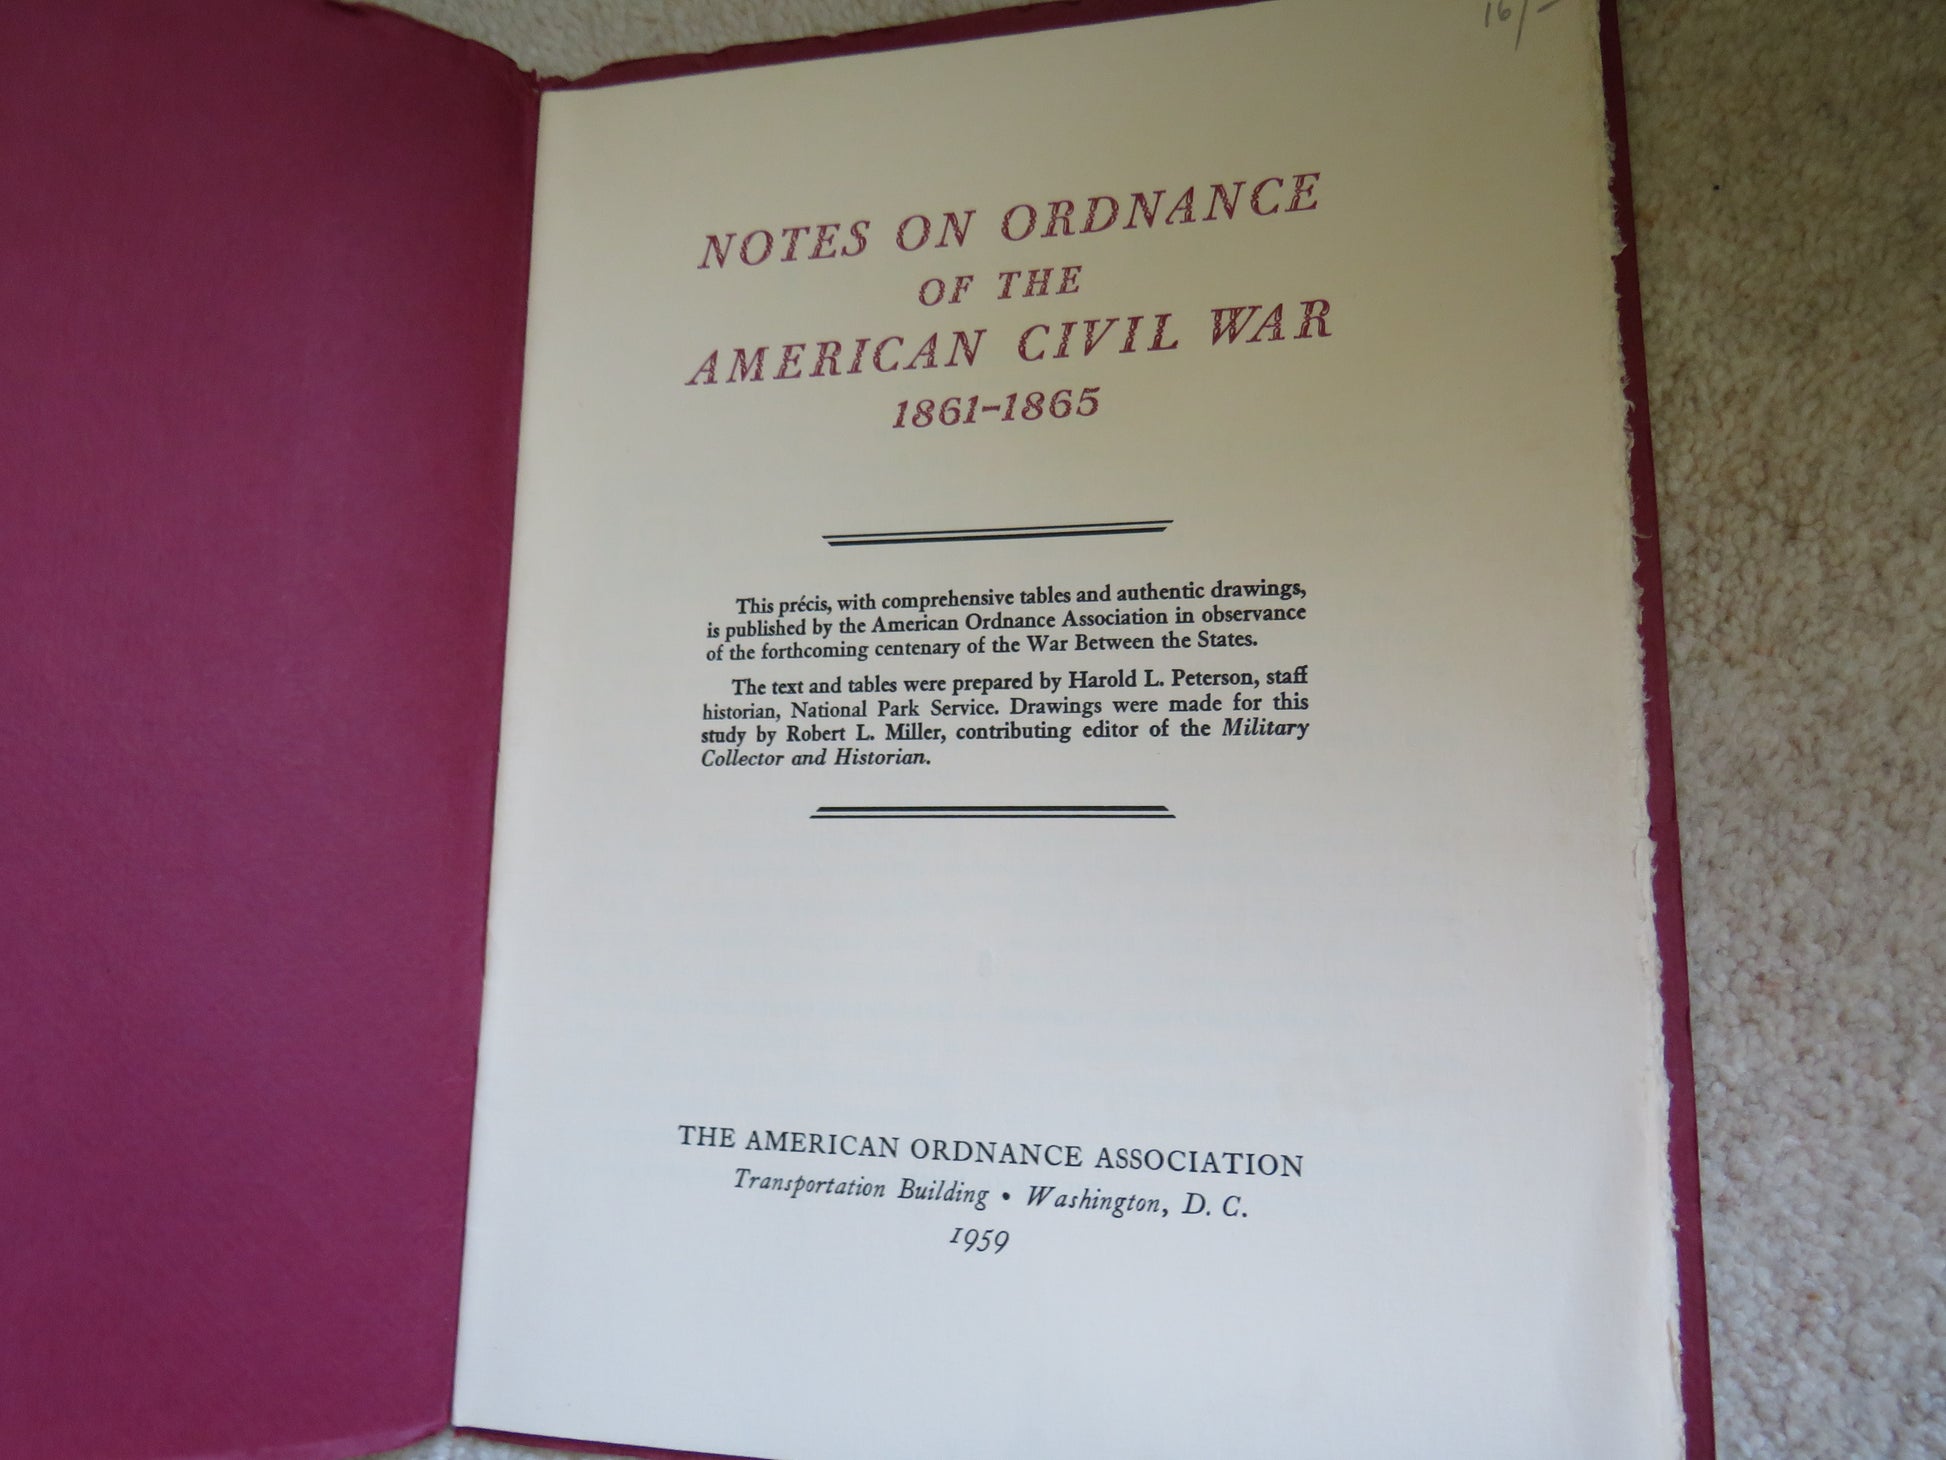 16/-
NOTES ON ORDNANCE
OF THE
AMERICAN CIVIL WAR
1861-1865
This précis, with comprehensive tables and authentic drawings,
is published by the American Ordnance Association in observance
of the forthcoming centenary of the War Between the States.
The text and tables were prepared by Harold L. Peterson, staff
historian, National Park Service. Drawings were made for this
study by Robert L. Miller, contributing editor of the Military
Collector and Historian.
THE AMERICAN ORDNANCE ASSOCIATION
Transportation Building • Washington, D. C.
1959